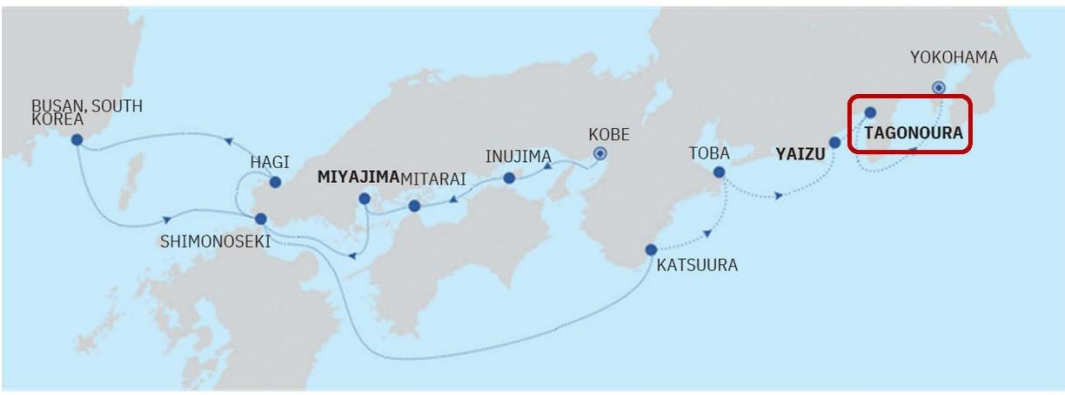 YOKOHAMA
BUSAN, SOUTH
KOREA
TAGONOURA
KOBE
HAGI
INUJIMA
TOBA
YAIZU
MIYAJIMA
MITARAI
SHIMONOSEKI
KATSUURA